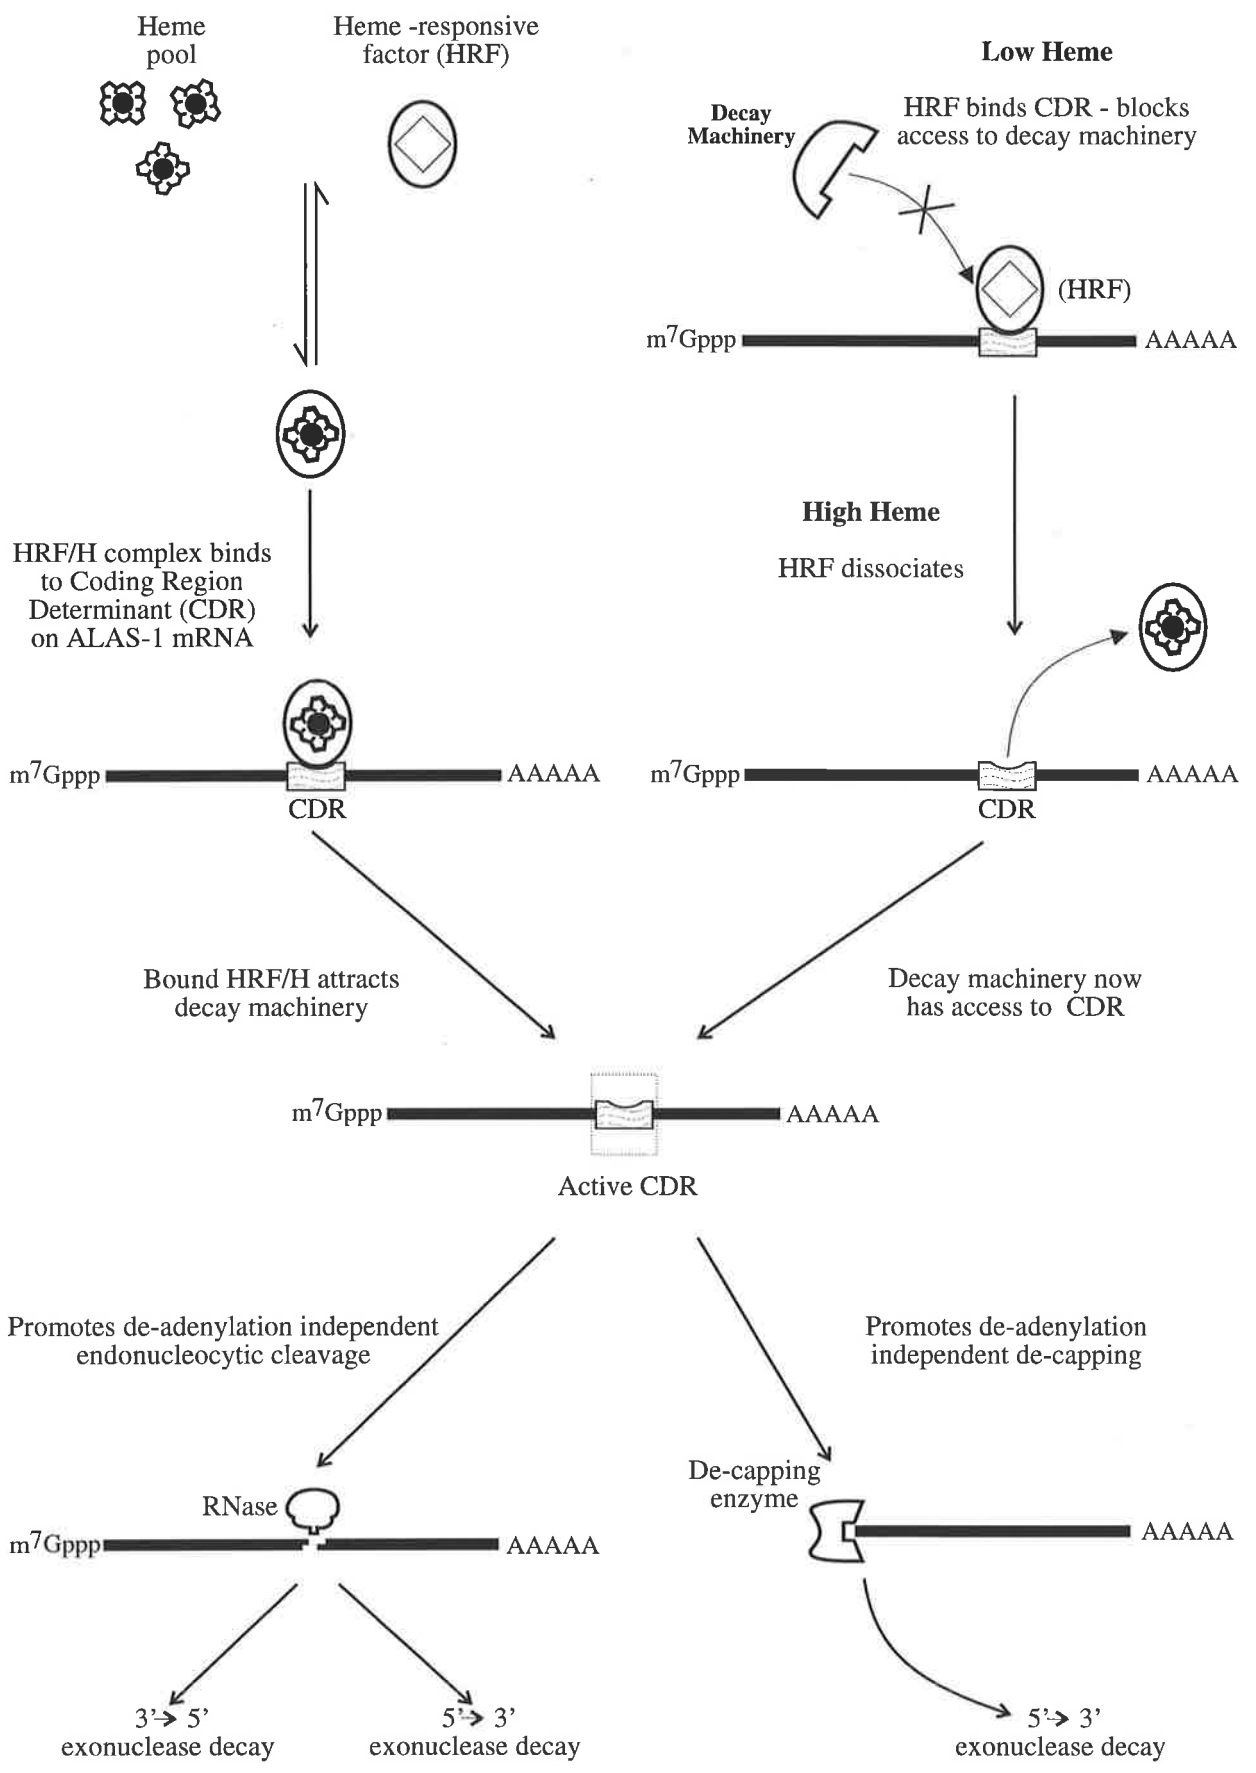 Heme
pool
Heme -responsive
factor (HRF)
Low Heme
HRF binds CDR - blocks
access to decay machinery
Decay
Machinery
(HRF)
m7Gppp
AAAAA
High Heme
HRF dissociates
HRF/H complex binds
to Coding Region
Determinant (CDR)
on ALAS-1 mRNA
m7Gppp
AAAAA
CDR
m7Gppp
AAAAA
CDR
Bound HRF/H attracts
decay machinery
Decay machinery now
has access to CDR
m7Gppp
AAAAA
Active CDR
Promotes de-adenylation independent
endonucleocytic cleavage
Promotes de-adenylation
independent de-capping
RNase
m7Gppp
AAAAA
De-capping
enzyme
AAAAA
3'→ 5'
exonuclease decay
5'→ 3'
exonuclease decay
5'→ 3'
exonuclease decay